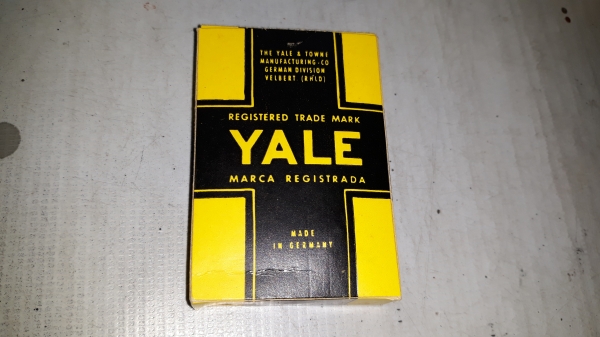 THE YALE & TOWNE
MANUFACTURING-CO
GERMAN DIVISION
VELBERT (RHLD)
REGISTERED TRADE MARK
YALE
MARCA REGISTRADA
MADE
IN GERMANY